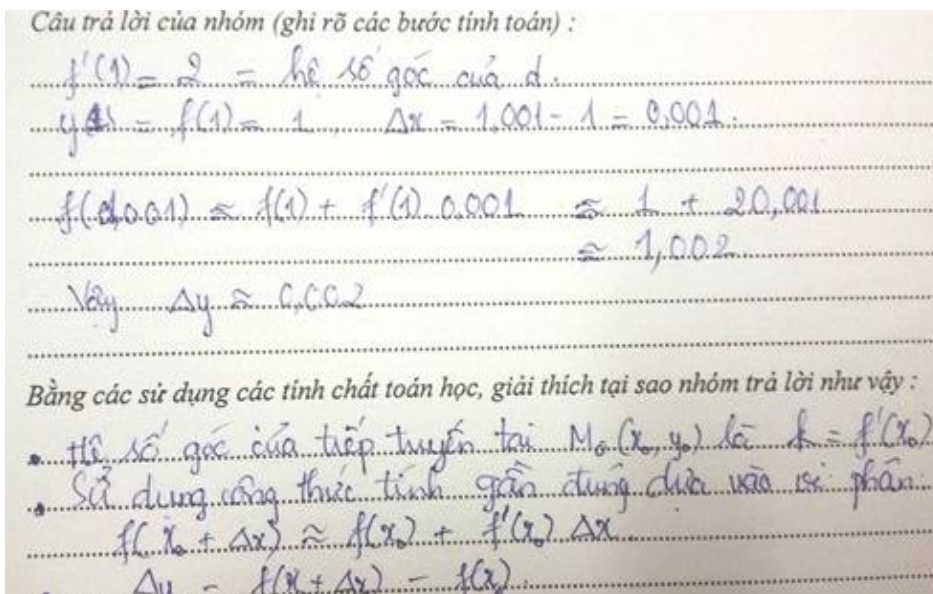 Câu trả lời của nhóm (ghi rõ các bước tính toán) :
f'(1) = 2 = hệ số góc của d.
= f(1) = 1, Δx = 1,001 - 1 = 0,001.
f(1,001) ≈ f(1) + f'(1).0,001 ≈ 1 + 2 0,001
≈ 1,002
Vậy Δy ≈ 0,002
Bằng các sử dụng các tính chất toán học, giải thích tại sao nhóm trả lời như vậy :
• Hệ số góc của tiếp tuyến tại M₀(x₀, y₀) là k = f'(x₀)
• Sử dụng công thức tính gần đúng dựa vào vi phân:
f(x₀ + Δx) ≈ f(x₀) + f'(x₀) Δx
Δy = f(x + Δx) - f(x)